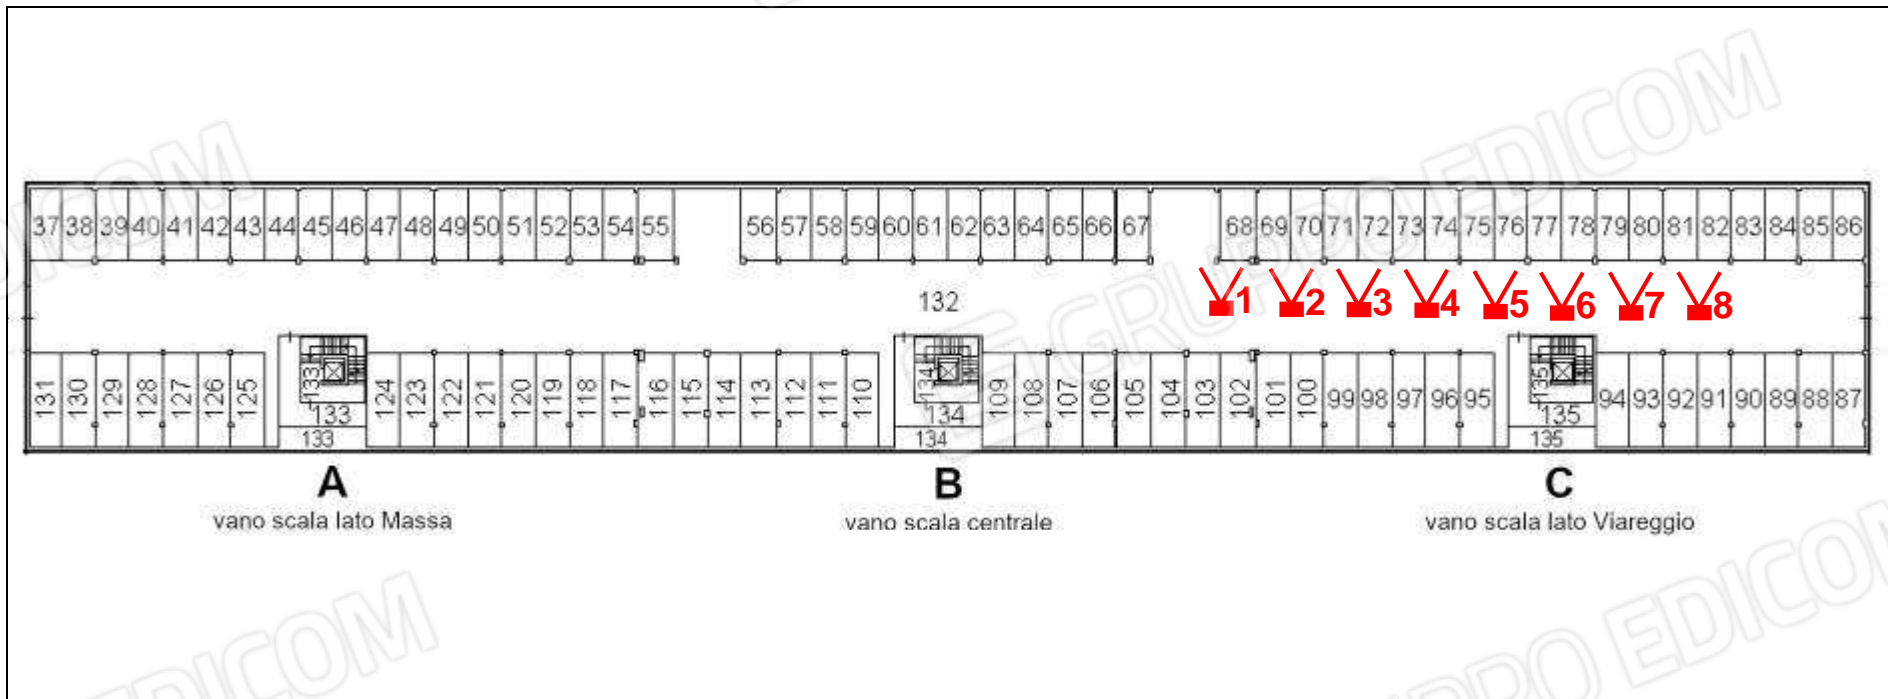 GRUPPO EDICOM
37 38 39 40 41 42 43 44 45 46 47 48 49 50 51 52 53 54 55 56 57 58 59 60 61 62 63 64 65 66 67 68 69 70 71 72 73 74 75 76 77 78 79 80 81 82 83 84 85 86
132
1 2 3 4 5 6 7 8
131 130 129 128 127 126 125 133 124 123 122 121 120 119 118 117 116 115 114 113 112 111 110 134 109 108 107 106 105 104 103 102 101 100 99 98 97 96 95 135 94 93 92 91 90 89 88 87
133 134 135
133 134 135
A B C
vano scala lato Massa vano scala centrale vano scala lato Viareggio